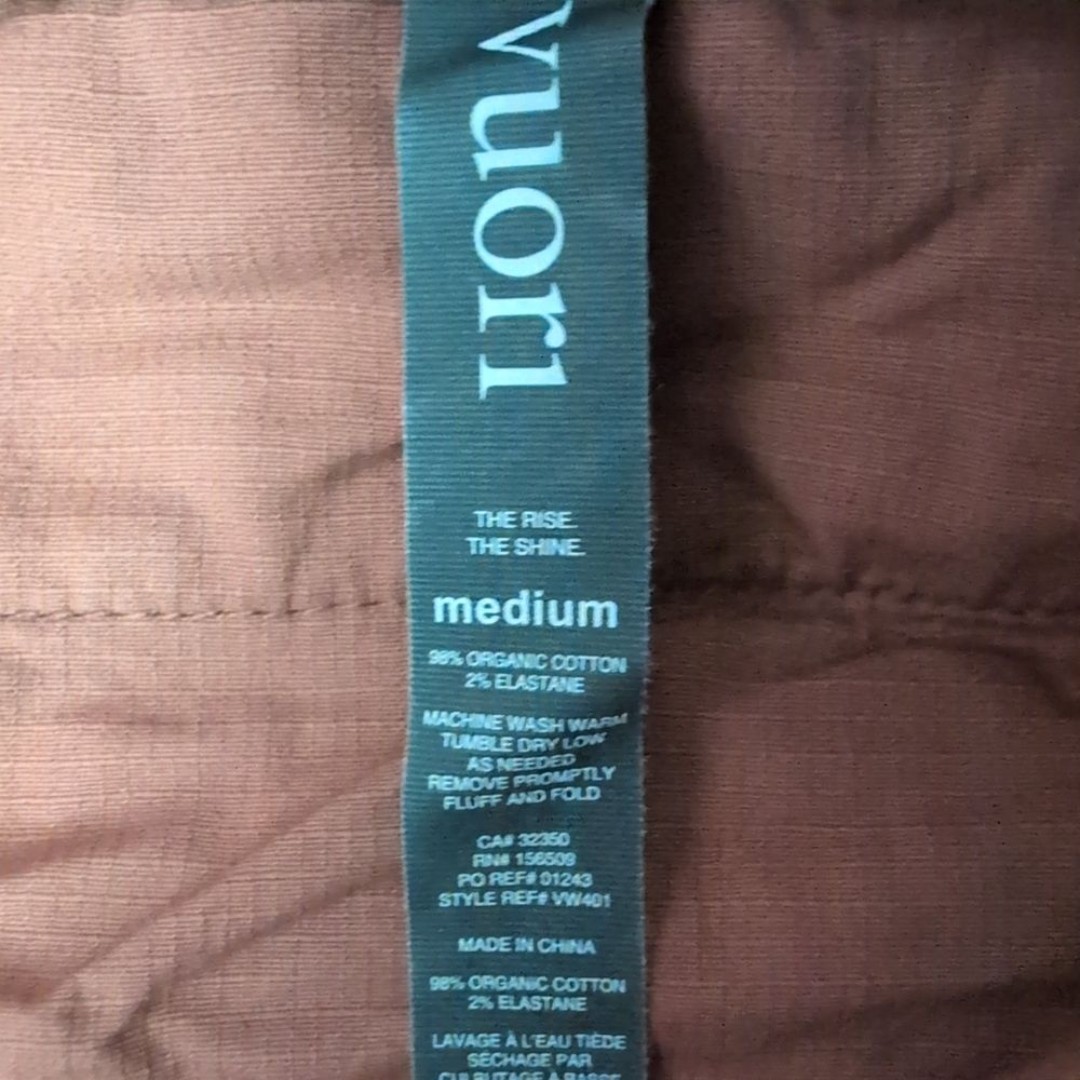 vuori
THE RISE.
THE SHINE.
medium
98% ORGANIC COTTON
2% ELASTANE
MACHINE WASH WARM
TUMBLE DRY LOW
AS NEEDED
REMOVE PROMPTLY
FLUFF AND FOLD
CA# 32350
RN# 156509
PO REF# 01243
STYLE REF# VW401
MADE IN CHINA
98% ORGANIC COTTON
2% ELASTANE
LAVAGE À L'EAU TIÈDE
SÉCHAGE PAR
CULBUTAGE À BASSE